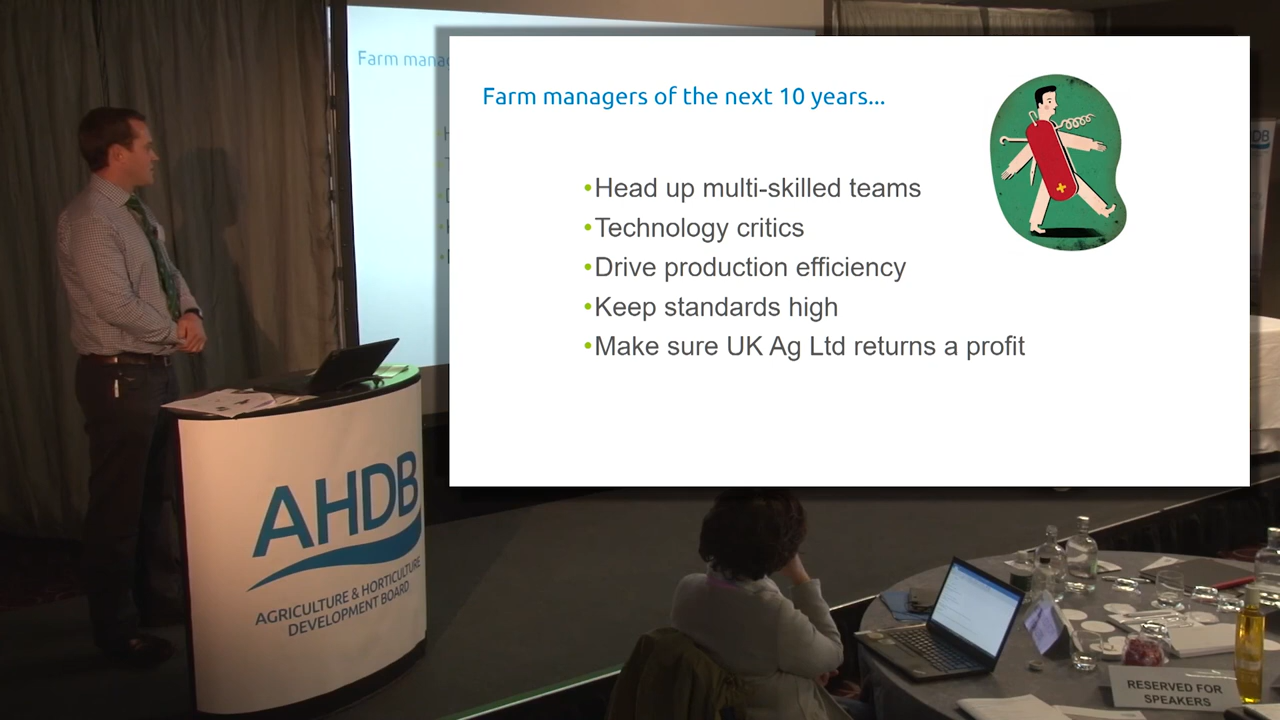 Farm mana
Farm managers of the next 10 years...
•Head up multi-skilled teams
•Technology critics
•Drive production efficiency
•Keep standards high
•Make sure UK Ag Ltd returns a profit
DB
AHDB
AGRICULTURE & HORTICULTURE
DEVELOPMENT BOARD
RESERVED FOR
SPEAKERS